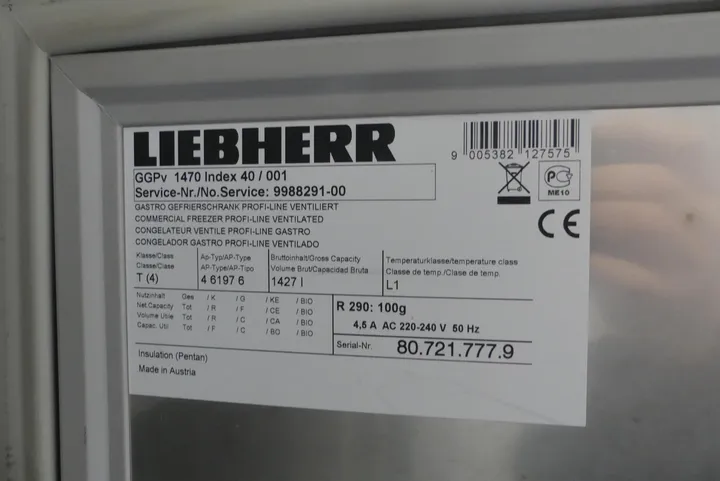 LIEBHERR
9 005382 127575
GGPv 1470 Index 40 / 001
Service-Nr./No.Service: 9988291-00
PG
ME10
CE
GASTRO GEFRIERSCHRANK PROFI-LINE VENTILIERT
COMMERCIAL FREEZER PROFI-LINE VENTILATED
CONGELATEUR VENTILE PROFI-LINE GASTRO
CONGELADOR GASTRO PROFI-LINE VENTILADO
Klasse/Class Ap-Typ/AP-Type Bruttoinhalt/Gross Capacity Temperaturklasse/temperature class
Classe/Clase AP-Type/AP-Tipo Volume Brut/Capacidad Bruta Classe de temp./Clase de temp.
T (4) 4 6197 6 1427 l L1
Nutzinhalt Ges / K / G / KE / BIO
Net.Capacity Tot / R / F / CE / BIO
Volume Utile Tot / R / C / CA / BIO
Capac. Util Tot / F / C / BO / BIO
R 290: 100g
4,5 A AC 220-240 V 50 Hz
Serial-Nr. 80.721.777.9
Insulation (Pentan)
Made in Austria